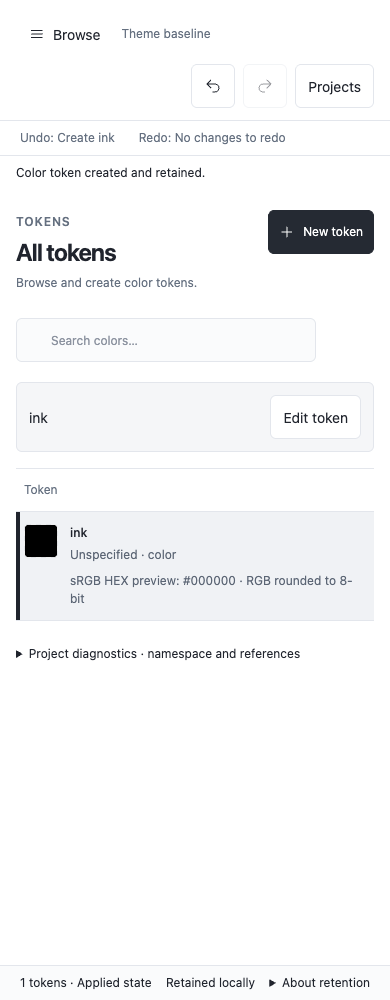 Browse
Theme baseline
Projects
Undo: Create ink
Redo: No changes to redo
Color token created and retained.
TOKENS
All tokens
New token
Browse and create color tokens.
Search colors...
ink
Edit token
Token
ink
Unspecified · color
sRGB HEX preview: #000000 · RGB rounded to 8-
bit
Project diagnostics · namespace and references
1 tokens · Applied state
Retained locally
About retention